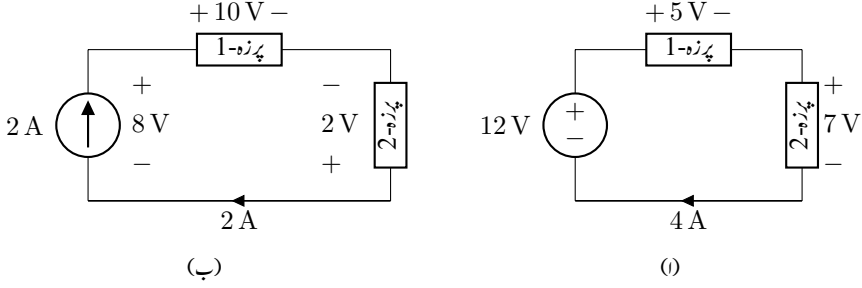 + 10 V −
+ 5 V −
پرزہ-1
پرزہ-1
2 A
+
8 V
−
−
2 V
+
پرزہ-2
12 V
+
−
پرزہ-2
+
7 V
−
2 A
4 A
(ب)
(ا)